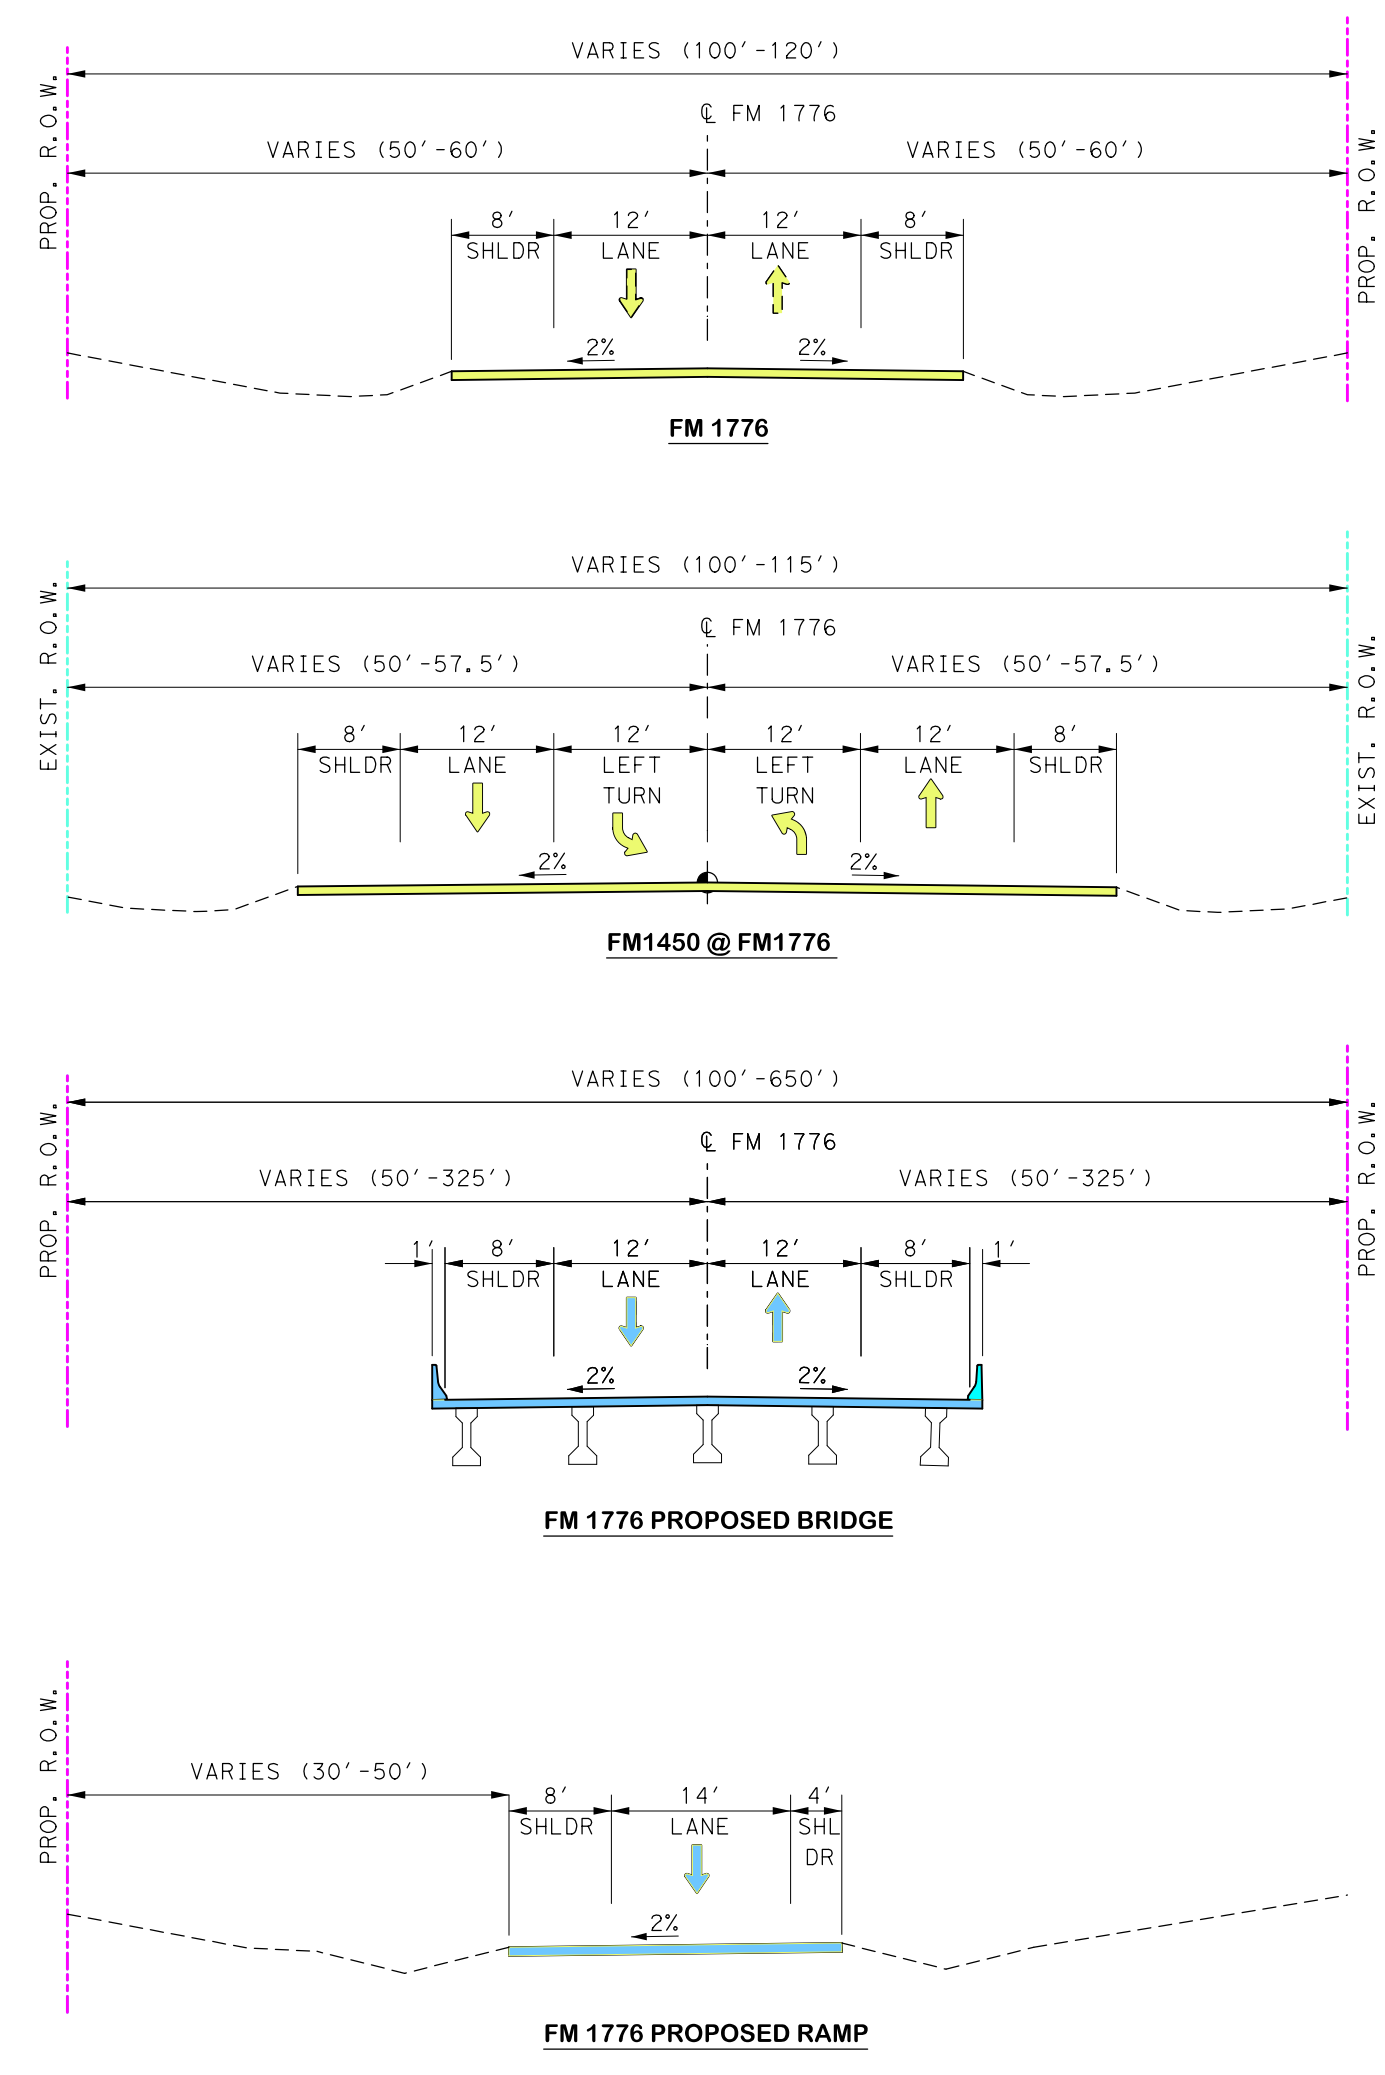 VARIES (100'-120')
PROP. R.O.W.
PROP. R.O.W.
℄ FM 1776
VARIES (50'-60') VARIES (50'-60')
8' 12' 12' 8'
SHLDR LANE LANE SHLDR
2% 2%
FM 1776
VARIES (100'-115')
EXIST. R.O.W.
EXIST. R.O.W.
℄ FM 1776
VARIES (50'-57.5') VARIES (50'-57.5')
8' 12' 12' 12' 12' 8'
SHLDR LANE LEFT LEFT LANE SHLDR
TURN TURN
2% 2%
FM1450 @ FM1776
VARIES (100'-650')
PROP. R.O.W.
PROP. R.O.W.
℄ FM 1776
VARIES (50'-325') VARIES (50'-325')
1' 8' 12' 12' 8' 1'
SHLDR LANE LANE SHLDR
2% 2%
FM 1776 PROPOSED BRIDGE
PROP. R.O.W.
VARIES (30'-50')
8' 14' 4'
SHLDR LANE SHL
DR
2%
FM 1776 PROPOSED RAMP